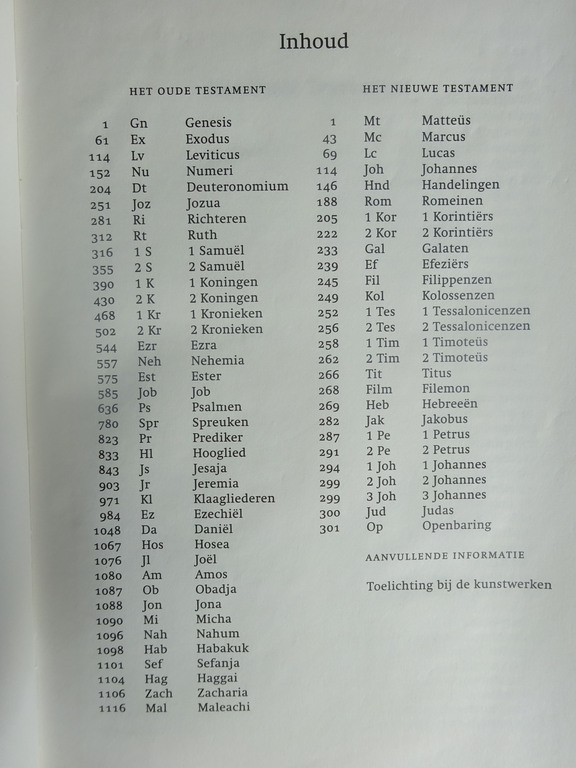 Inhoud
HET OUDE TESTAMENT
1 Gn Genesis
61 Ex Exodus
114 Lv Leviticus
152 Nu Numeri
204 Dt Deuteronomium
251 Joz Jozua
281 Ri Richteren
312 Rt Ruth
316 1 S 1 Samuël
355 2 S 2 Samuël
390 1 K 1 Koningen
430 2 K 2 Koningen
468 1 Kr 1 Kronieken
502 2 Kr 2 Kronieken
544 Ezr Ezra
557 Neh Nehemia
575 Est Ester
585 Job Job
636 Ps Psalmen
780 Spr Spreuken
823 Pr Prediker
833 Hl Hooglied
843 Js Jesaja
903 Jr Jeremia
971 Kl Klaagliederen
984 Ez Ezechiël
1048 Da Daniël
1067 Hos Hosea
1076 Jl Joël
1080 Am Amos
1087 Ob Obadja
1088 Jon Jona
1090 Mi Micha
1096 Nah Nahum
1098 Hab Habakuk
1101 Sef Sefanja
1104 Hag Haggai
1106 Zach Zacharia
1116 Mal Maleachi
HET NIEUWE TESTAMENT
1 Mt Matteüs
43 Mc Marcus
69 Lc Lucas
114 Joh Johannes
146 Hnd Handelingen
188 Rom Romeinen
205 1 Kor 1 Korintiërs
222 2 Kor 2 Korintiërs
233 Gal Galaten
239 Ef Efeziërs
245 Fil Filippenzen
249 Kol Kolossenzen
252 1 Tes 1 Tessalonicenzen
256 2 Tes 2 Tessalonicenzen
258 1 Tim 1 Timoteüs
262 2 Tim 2 Timoteüs
266 Tit Titus
268 Film Filemon
269 Heb Hebreeën
282 Jak Jakobus
287 1 Pe 1 Petrus
291 2 Pe 2 Petrus
294 1 Joh 1 Johannes
299 2 Joh 2 Johannes
299 3 Joh 3 Johannes
300 Jud Judas
301 Op Openbaring
AANVULLENDE INFORMATIE
Toelichting bij de kunstwerken